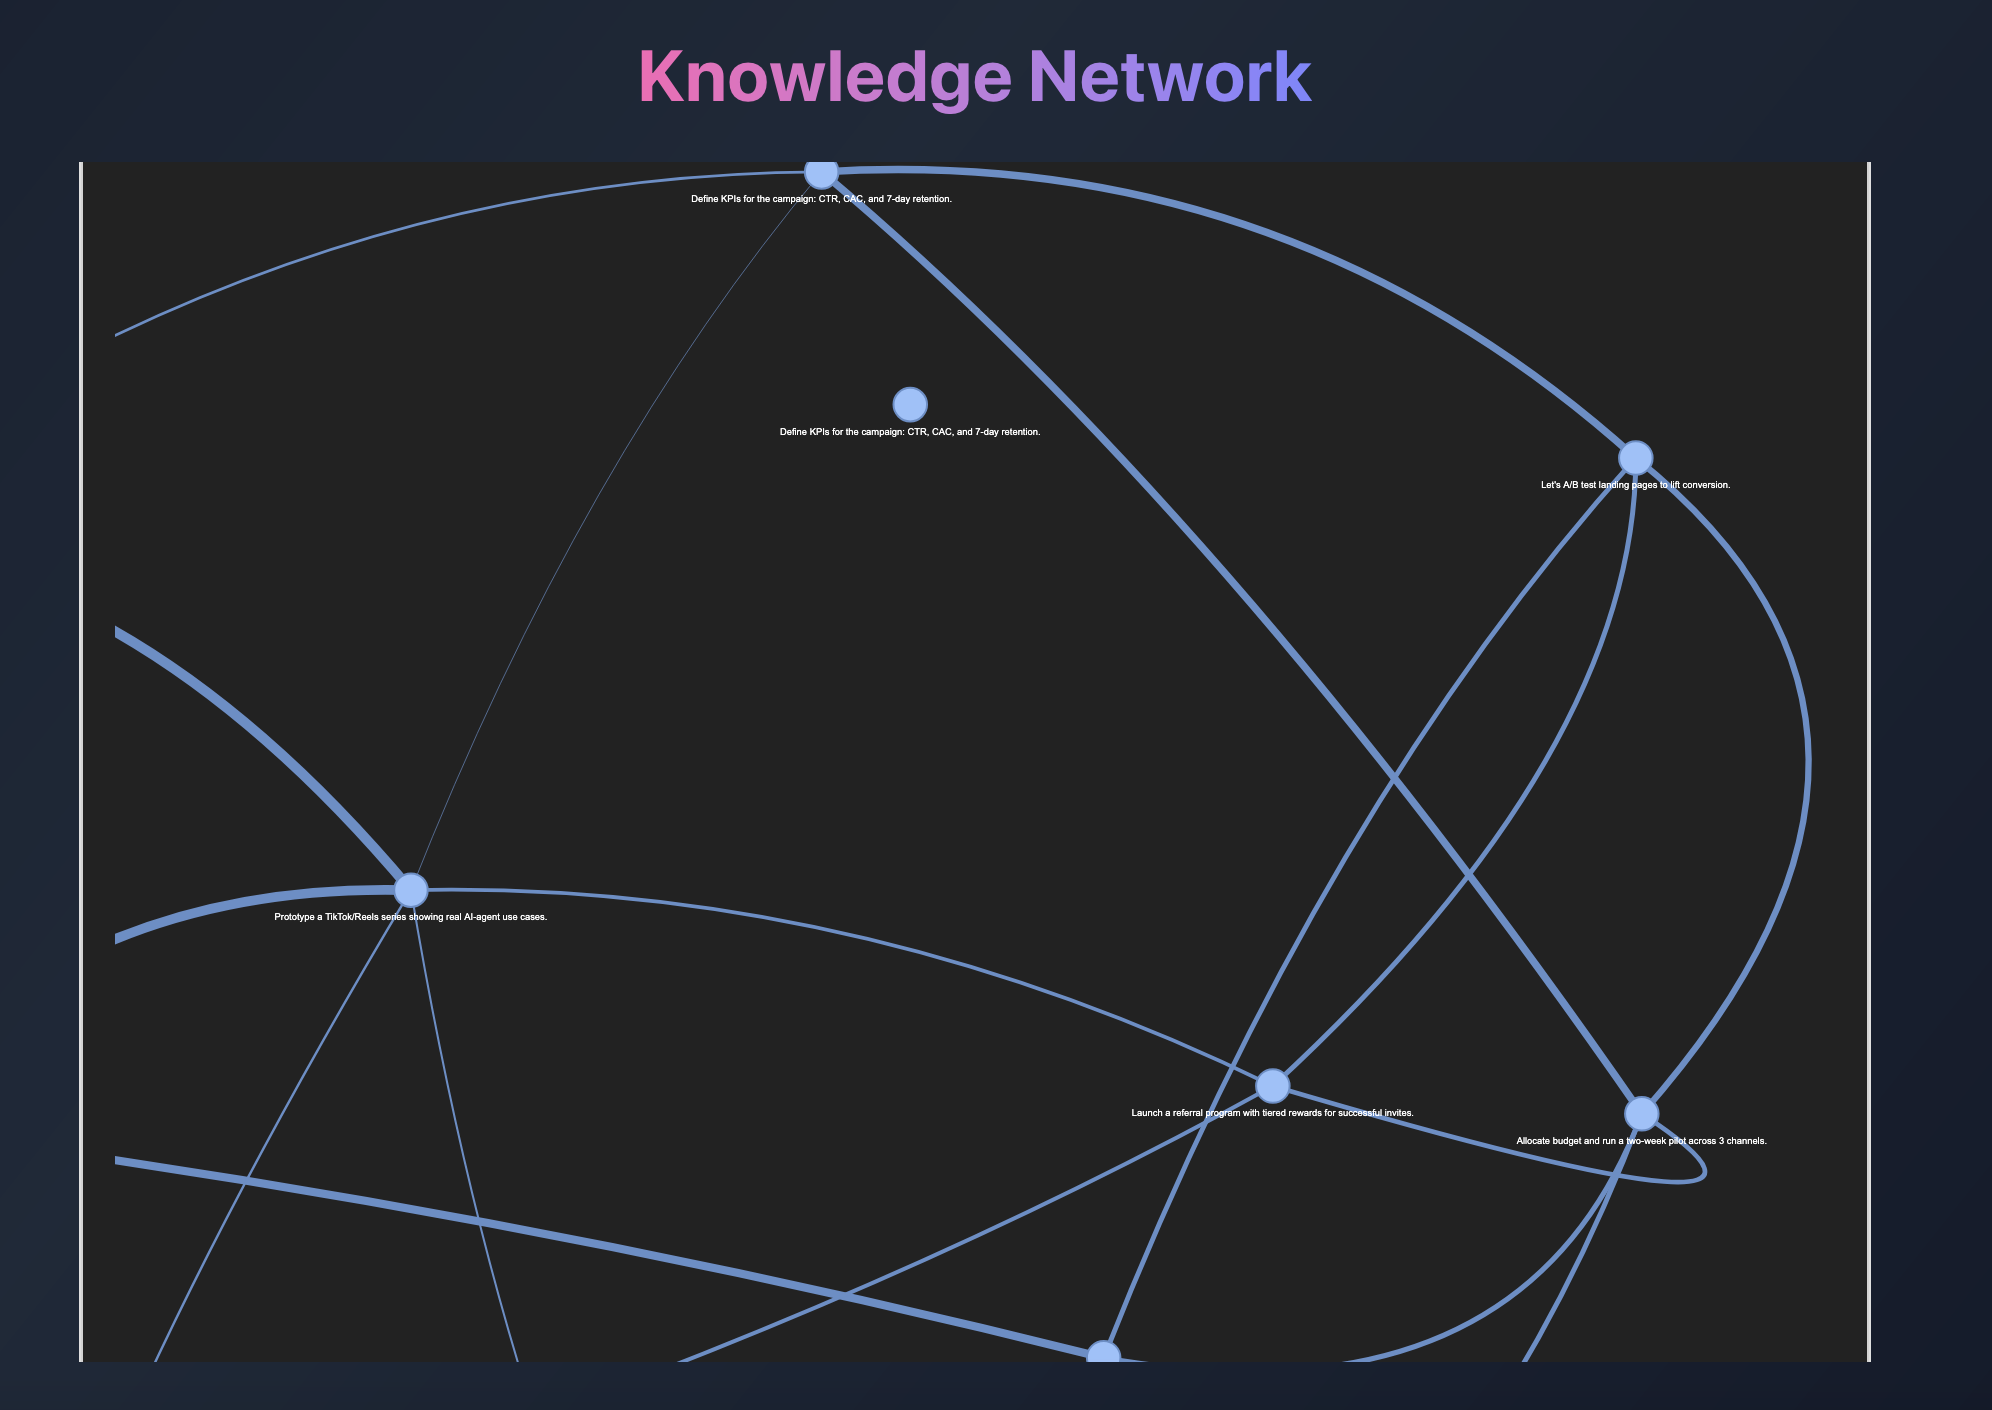 Knowledge Network
Define KPIs for the campaign: CTR, CAC, and 7-day retention.
Define KPIs for the campaign: CTR, CAC, and 7-day retention.
Let's A/B test landing pages to lift conversion.
Prototype a TikTok/Reels series showing real AI-agent use cases.
Launch a referral program with tiered rewards for successful invites.
Allocate budget and run a two-week pilot across 3 channels.